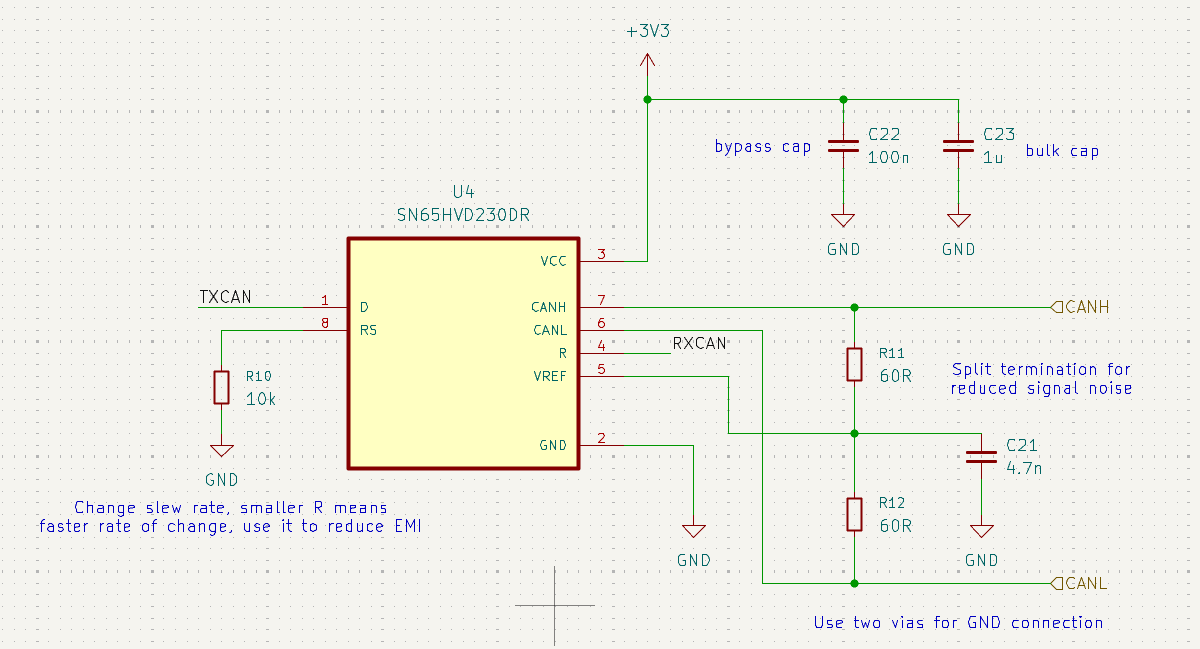 +3V3
bypass cap
C22
100n
C23
1u
bulk cap
GND
GND
U4
SN65HVD230DR
VCC
3
TXCAN
1
D
CANH
7
CANH
8
RS
CANL
6
R
4
RXCAN
VREF
5
R10
10k
R11
60R
Split termination for
reduced signal noise
GND
2
C21
4.7n
GND
Change slew rate, smaller R means
faster rate of change, use it to reduce EMI
R12
60R
GND
GND
CANL
Use two vias for GND connection